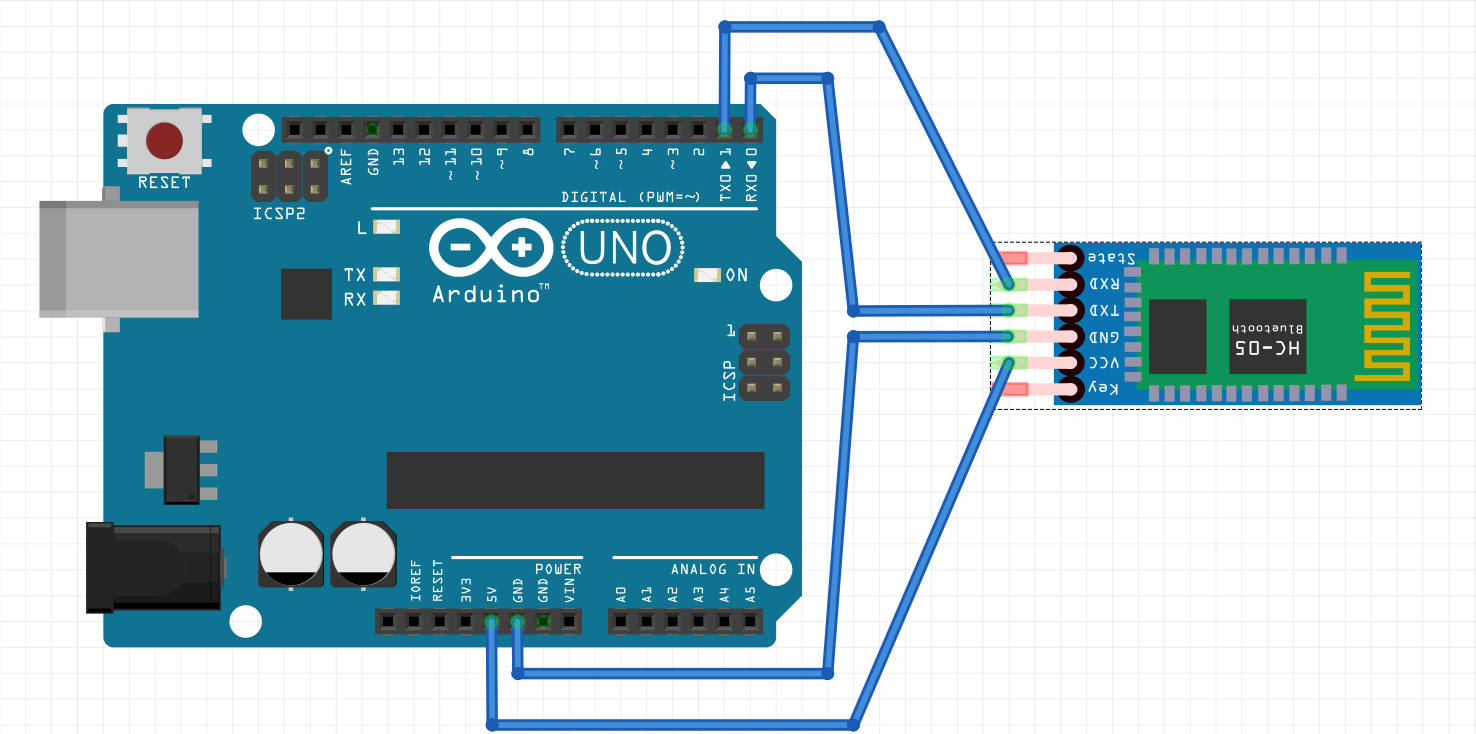 RESET
ICSP2
AREF
GND
13
12
~11
~10
~9
8
7
~6
~5
4
~3
2
TX0▶1
RX0◀0
DIGITAL (PWM=~)
L
TX
RX
UNO
ON
Arduino™
1
ICSP
POWER
ANALOG IN
IOREF
RESET
3V3
5V
GND
GND
VIN
A0
A1
A2
A3
A4
A5
State
RXD
TXD
GND
VCC
Key
Bluetooth
HC-05